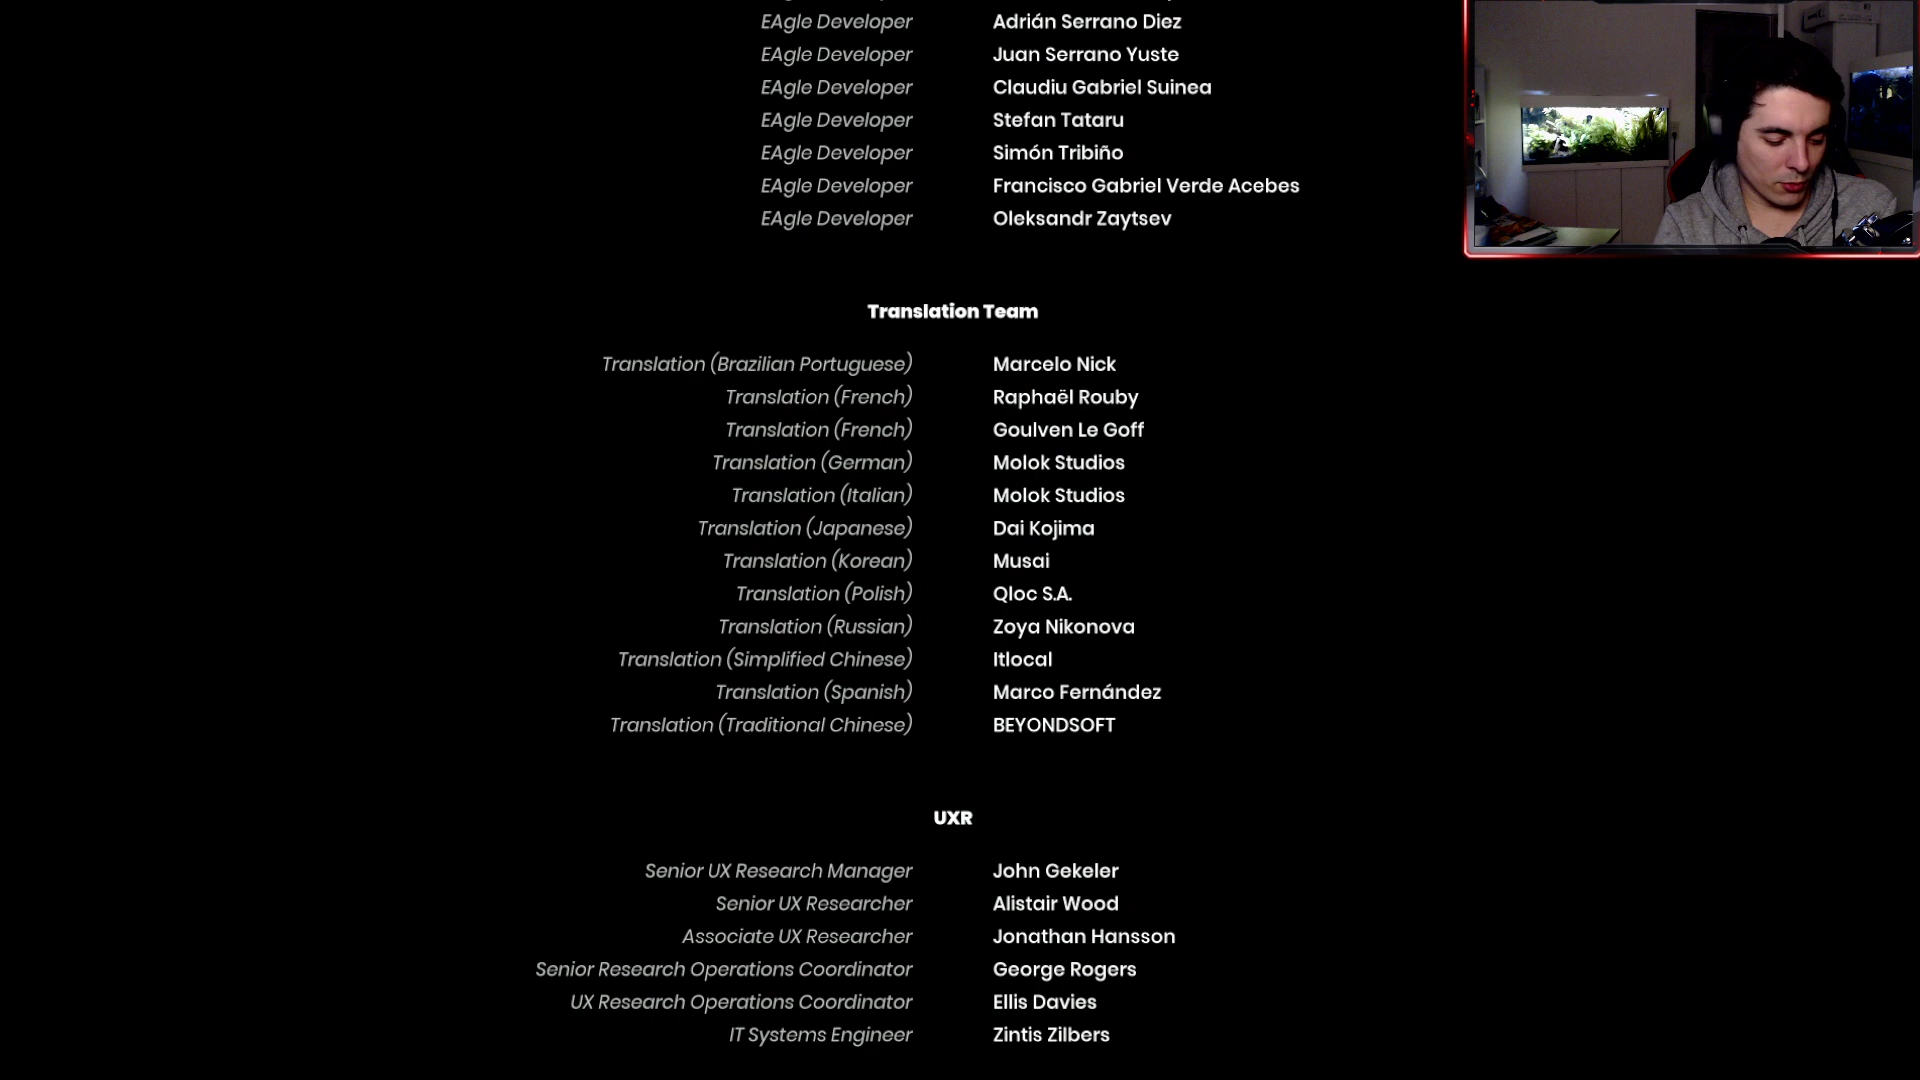 EAgle Developer Adrián Serrano Diez
EAgle Developer Juan Serrano Yuste
EAgle Developer Claudiu Gabriel Suinea
EAgle Developer Stefan Tataru
EAgle Developer Simón Tribiño
EAgle Developer Francisco Gabriel Verde Acebes
EAgle Developer Oleksandr Zaytsev
Translation Team
Translation (Brazilian Portuguese) Marcelo Nick
Translation (French) Raphaël Rouby
Translation (French) Goulven Le Goff
Translation (German) Molok Studios
Translation (Italian) Molok Studios
Translation (Japanese) Dai Kojima
Translation (Korean) Musai
Translation (Polish) Qloc S.A.
Translation (Russian) Zoya Nikonova
Translation (Simplified Chinese) Itlocal
Translation (Spanish) Marco Fernández
Translation (Traditional Chinese) BEYONDSOFT
UXR
Senior UX Research Manager John Gekeler
Senior UX Researcher Alistair Wood
Associate UX Researcher Jonathan Hansson
Senior Research Operations Coordinator George Rogers
UX Research Operations Coordinator Ellis Davies
IT Systems Engineer Zintis Zilbers